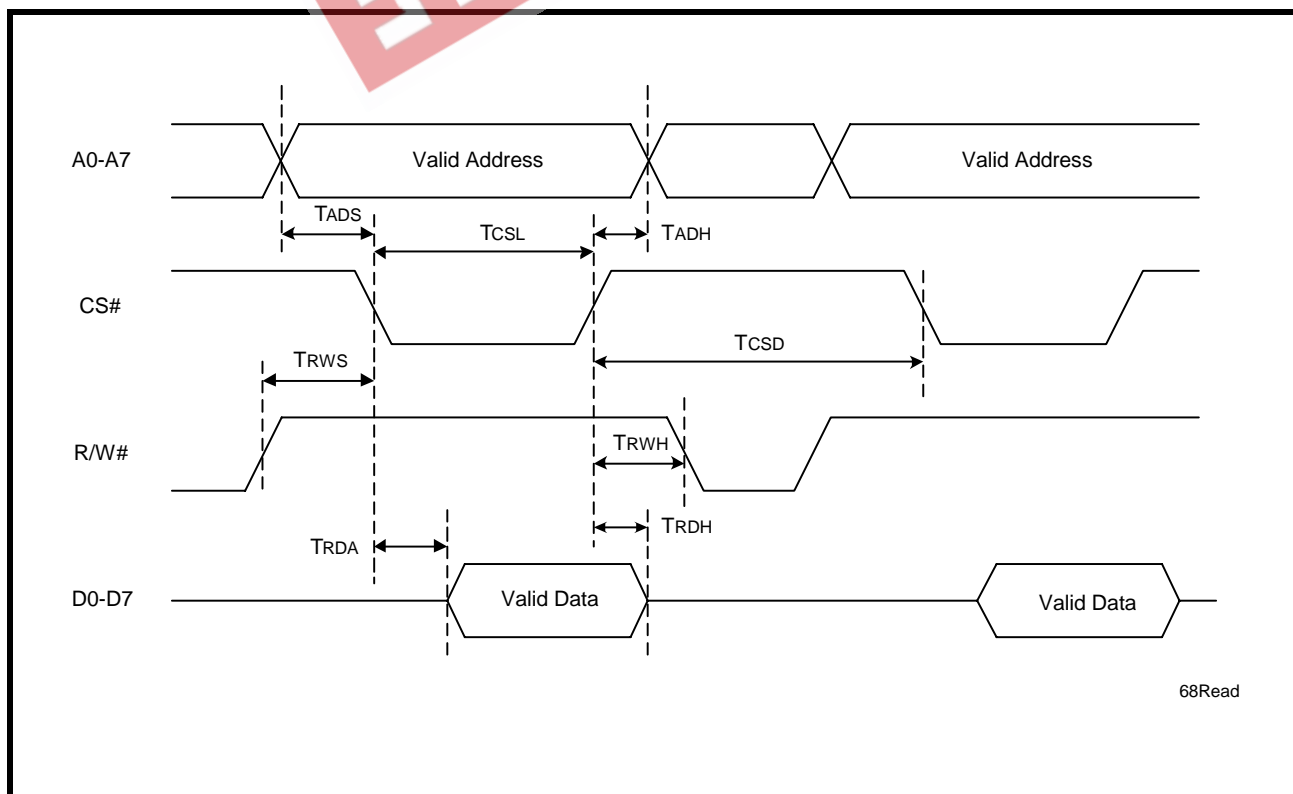 A0-A7
Valid Address
Valid Address
TADS
TCSL
TADH
CS#
TCSD
TRWS
R/W#
TRWH
TRDA
TRDH
D0-D7
Valid Data
Valid Data
68Read